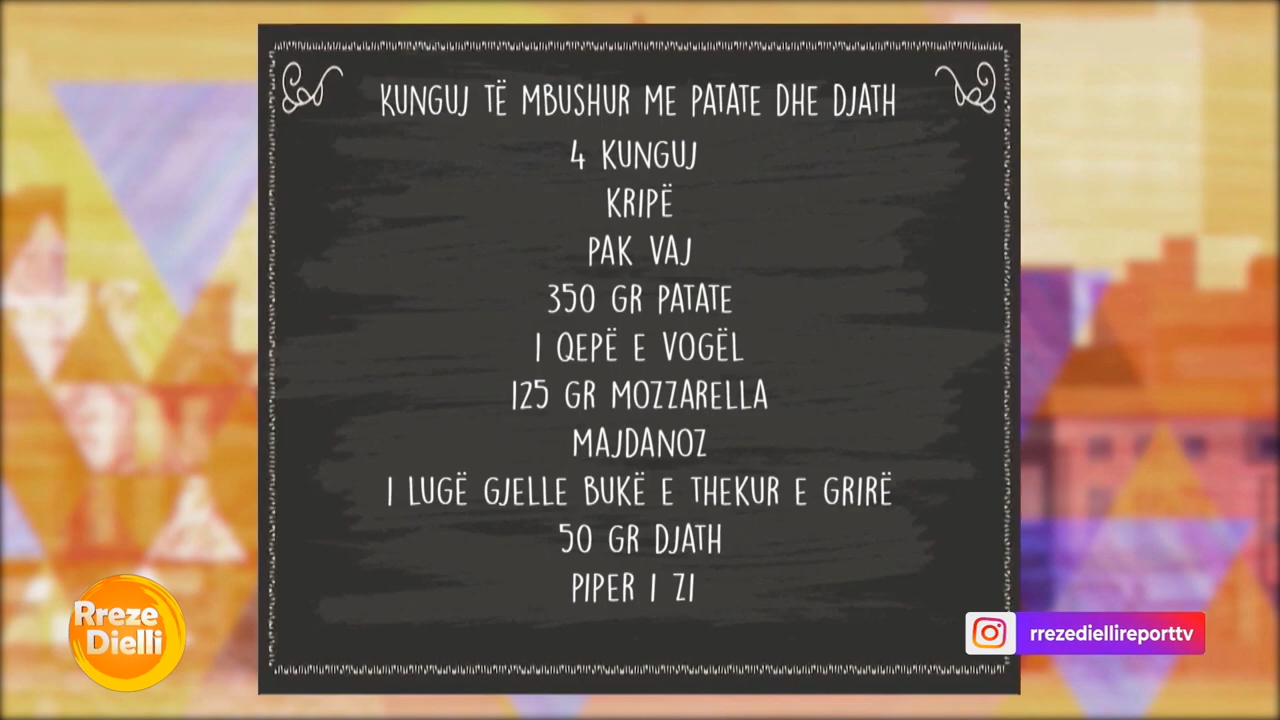 KUNGUJ TË MBUSHUR ME PATATE DHE DJATH
4 KUNGUJ
KRIPË
PAK VAJ
350 GR PATATE
1 QEPË E VOGËL
125 GR MOZZARELLA
MAJDANOZ
1 LUGË GJELLE BUKË E THEKUR E GRIRË
50 GR DJATH
PIPER I ZI
Rreze
Dielli
rrezediellireporttv